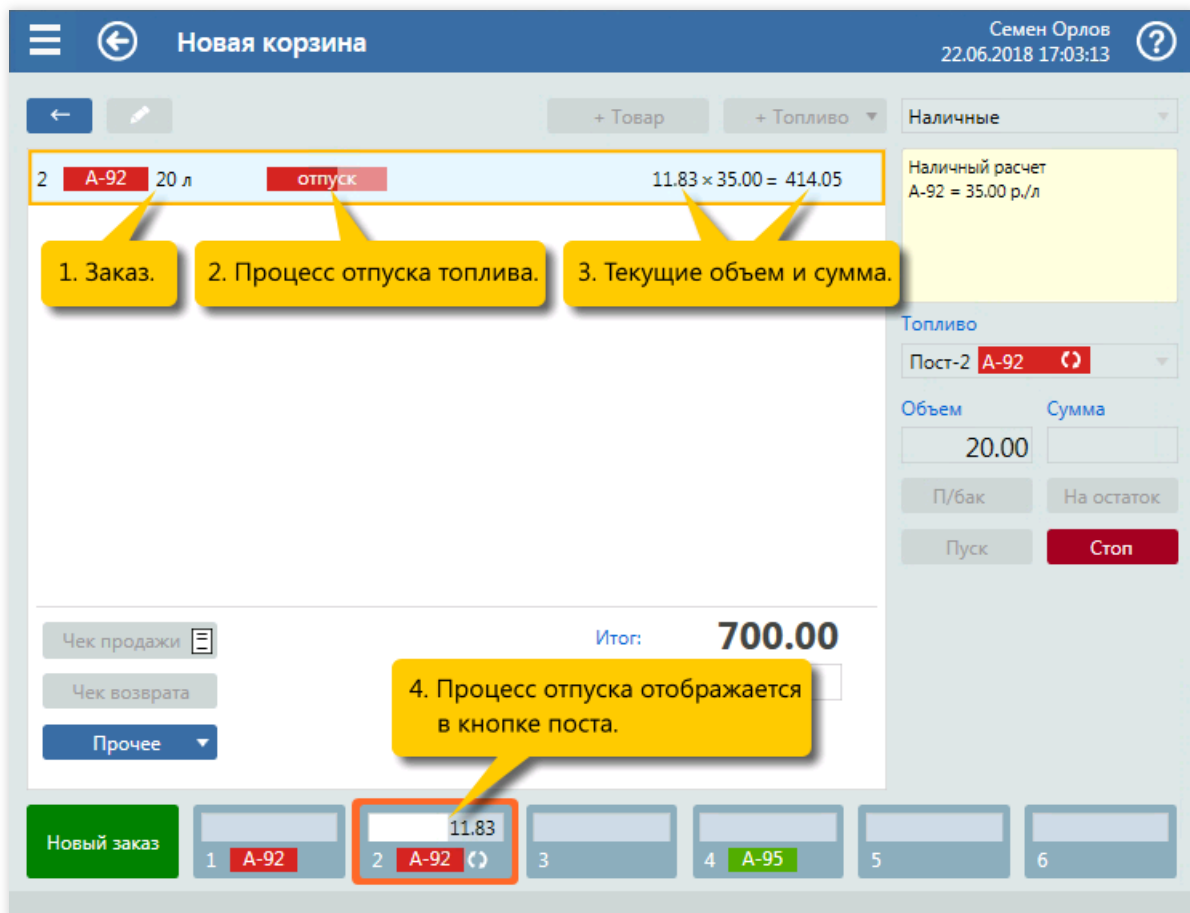 Новая корзина
Семен Орлов
22.06.2018 17:03:13
+ Товар
+ Топливо
Наличные
2 А-92 20 л отпуск 11.83 × 35.00 = 414.05
Наличный расчет
А-92 = 35.00 р./л
1. Заказ.
2. Процесс отпуска топлива.
3. Текущие объем и сумма.
Топливо
Пост-2 А-92
Объем Сумма
20.00
П/бак На остаток
Пуск Стоп
Чек продажи
Итог: 700.00
Чек возврата
4. Процесс отпуска отображается
в кнопке поста.
Прочее
Новый заказ
11.83
1 А-92
2 А-92
3
4 А-95
5
6